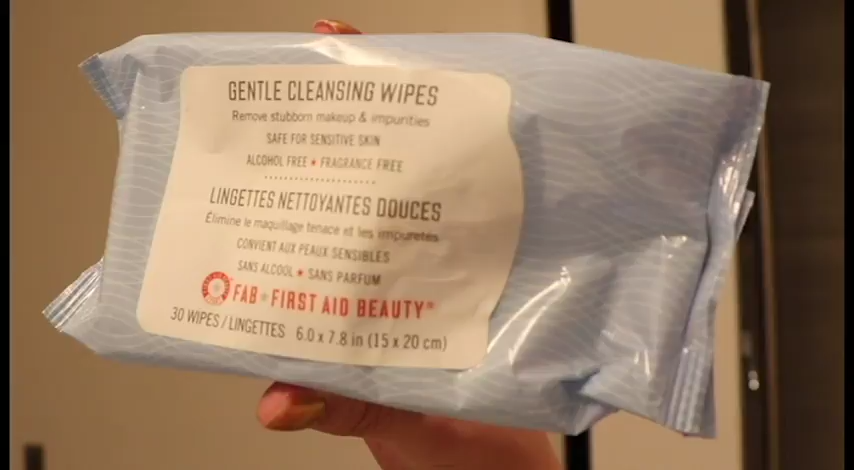 GENTLE CLEANSING WIPES
Remove stubborn makeup & impurities
SAFE FOR SENSITIVE SKIN
ALCOHOL FREE ★ FRAGRANCE FREE
LINGETTES NETTOYANTES DOUCES
Élimine le maquillage tenace et les impuretés
CONVIENT AUX PEAUX SENSIBLES
SANS ALCOOL ★ SANS PARFUM
FAB FIRST AID BEAUTY®
30 WIPES / LINGETTES 6.0 x 7.8 in (15 x 20 cm)